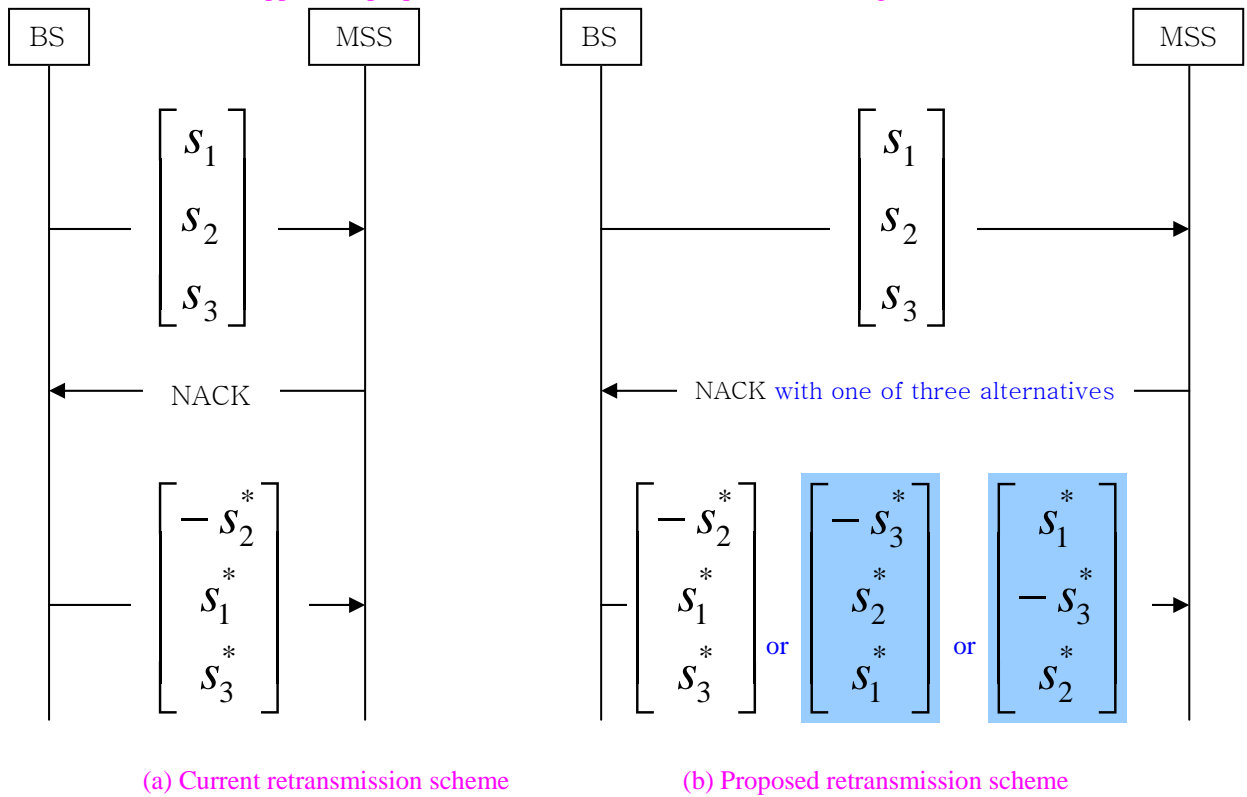 BS
MSS
s1
s2
s3
NACK
− s2*
s1*
s3*
(a) Current retransmission scheme
BS
MSS
s1
s2
s3
NACK with one of three alternatives
− s2*
s1*
s3*
or
− s3*
s2*
s1*
or
s1*
− s3*
s2*
(b) Proposed retransmission scheme